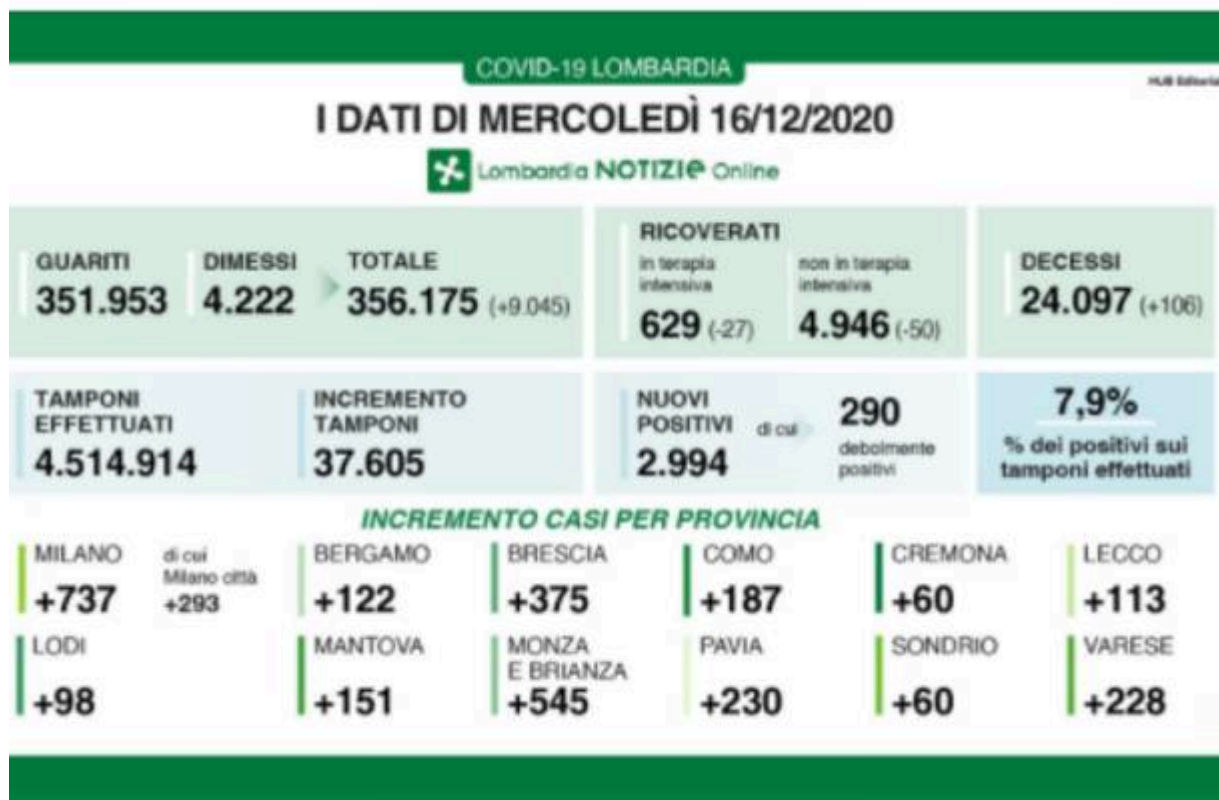 COVID-19 LOMBARDIA
HUB Editoria
I DATI DI MERCOLEDÌ 16/12/2020
Lombardia NOTIZIE Online
GUARITI
351.953
DIMESSI
4.222
TOTALE
356.175 (+9.045)
RICOVERATI
in terapia
intensiva
629 (-27)
non in terapia
intensiva
4.946 (-50)
DECESSI
24.097 (+106)
TAMPONI
EFFETTUATI
4.514.914
INCREMENTO
TAMPONI
37.605
NUOVI
POSITIVI
2.994
di cui
290
debolmente
positivi
7,9%
% dei positivi sui
tamponi effettuati
INCREMENTO CASI PER PROVINCIA
MILANO
+737
di cui
Milano città
+293
BERGAMO
+122
BRESCIA
+375
COMO
+187
CREMONA
+60
LECCO
+113
LODI
+98
MANTOVA
+151
MONZA
E BRIANZA
+545
PAVIA
+230
SONDRIO
+60
VARESE
+228